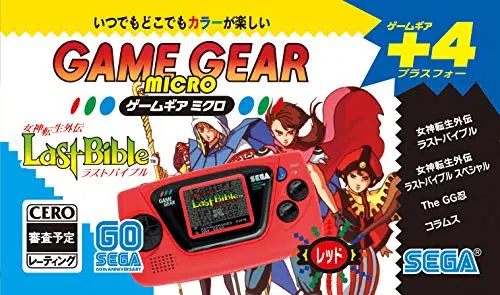 いつでもどこでもカラーが楽しい
GAME GEAR
MICRO
ゲームギア ミクロ
ゲームギア
+4
プラスフォー
女神転生外伝
Last Bible
ラストバイブル
女神転生外伝
ラストバイブル
女神転生外伝
ラストバイブル スペシャル
The GG忍
コラムス
GAME GEAR
MICRO
Last Bible
SEGA
レッド
CERO
審査予定
レーティング
GO
SEGA
60th ANNIVERSARY
SEGA